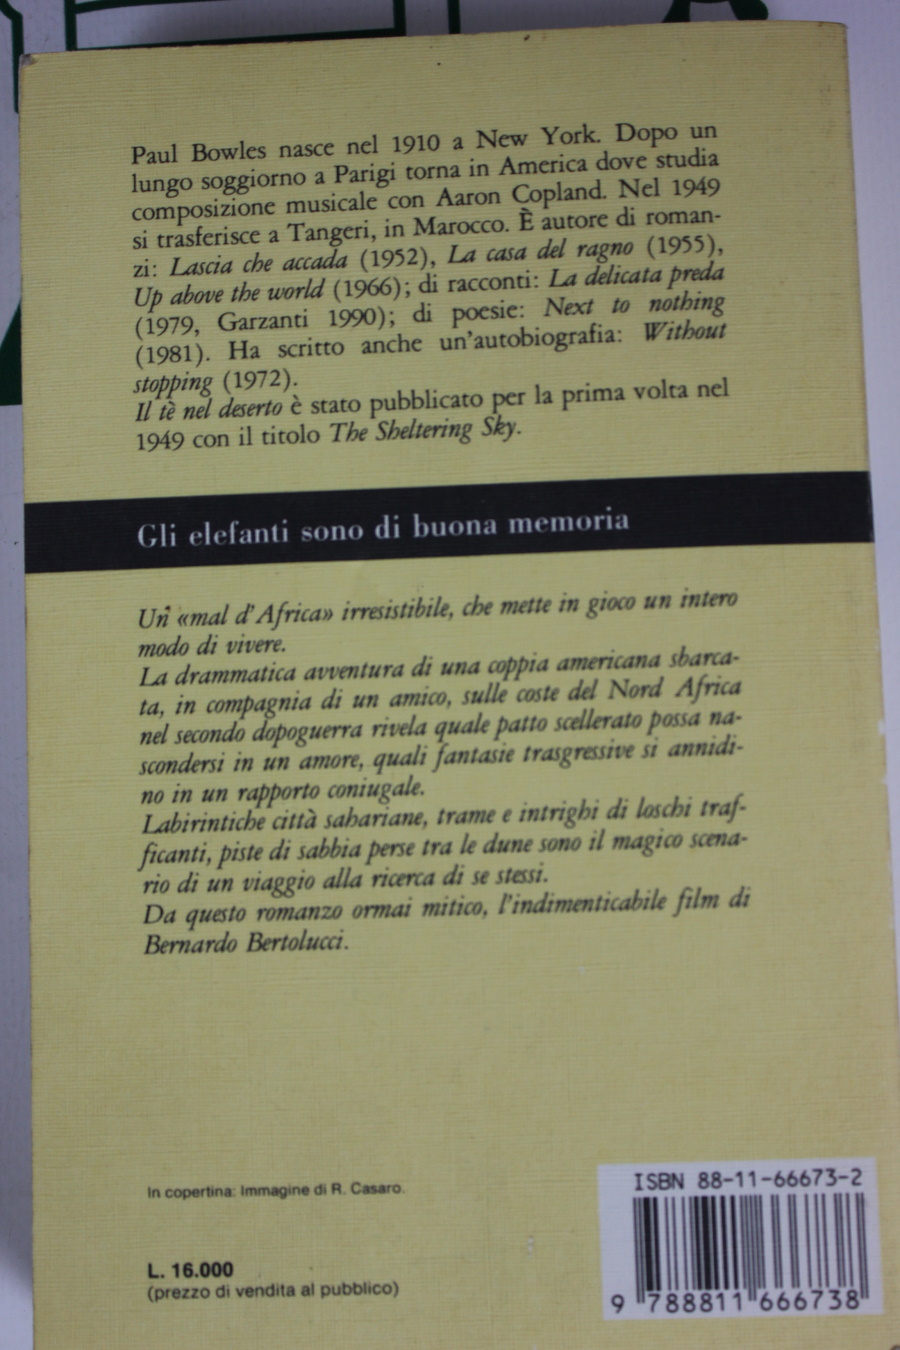 Paul Bowles nasce nel 1910 a New York. Dopo un
lungo soggiorno a Parigi torna in America dove studia
composizione musicale con Aaron Copland. Nel 1949
si trasferisce a Tangeri, in Marocco. È autore di roman-
zi: Lascia che accada (1952), La casa del ragno (1955),
Up above the world (1966); di racconti: La delicata preda
(1979, Garzanti 1990); di poesie: Next to nothing
(1981). Ha scritto anche un'autobiografia: Without
stopping (1972).
Il tè nel deserto è stato pubblicato per la prima volta nel
1949 con il titolo The Sheltering Sky.
Gli elefanti sono di buona memoria
Un «mal d'Africa» irresistibile, che mette in gioco un intero
modo di vivere.
La drammatica avventura di una coppia americana sbarca-
ta, in compagnia di un amico, sulle coste del Nord Africa
nel secondo dopoguerra rivela quale patto scellerato possa na-
scondersi in un amore, quali fantasie trasgressive si annidi-
no in un rapporto coniugale.
Labirintiche città sahariane, trame e intrighi di loschi traf-
ficanti, piste di sabbia perse tra le dune sono il magico scena-
rio di un viaggio alla ricerca di se stessi.
Da questo romanzo ormai mitico, l'indimenticabile film di
Bernardo Bertolucci.
In copertina: Immagine di R. Casaro.
L. 16.000
(prezzo di vendita al pubblico)
ISBN 88-11-66673-2
9 788811 666738